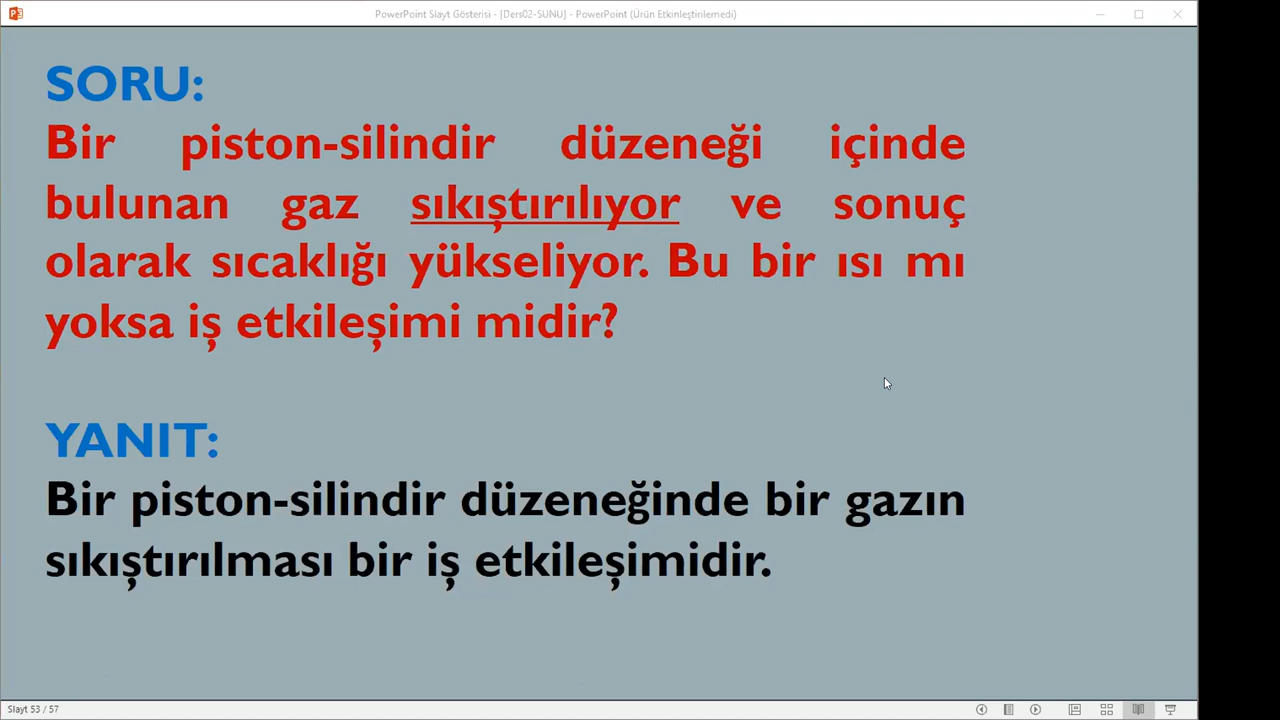 PowerPoint Slayt Gösterisi - [Ders02-SUNU] - PowerPoint (Ürün Etkinleştirilemedi)
SORU:
Bir piston-silindir düzeneği içinde
bulunan gaz sıkıştırılıyor ve sonuç
olarak sıcaklığı yükseliyor. Bu bir ısı mı
yoksa iş etkileşimi midir?
YANIT:
Bir piston-silindir düzeneğinde bir gazın
sıkıştırılması bir iş etkileşimidir.
Slayt 53 / 57